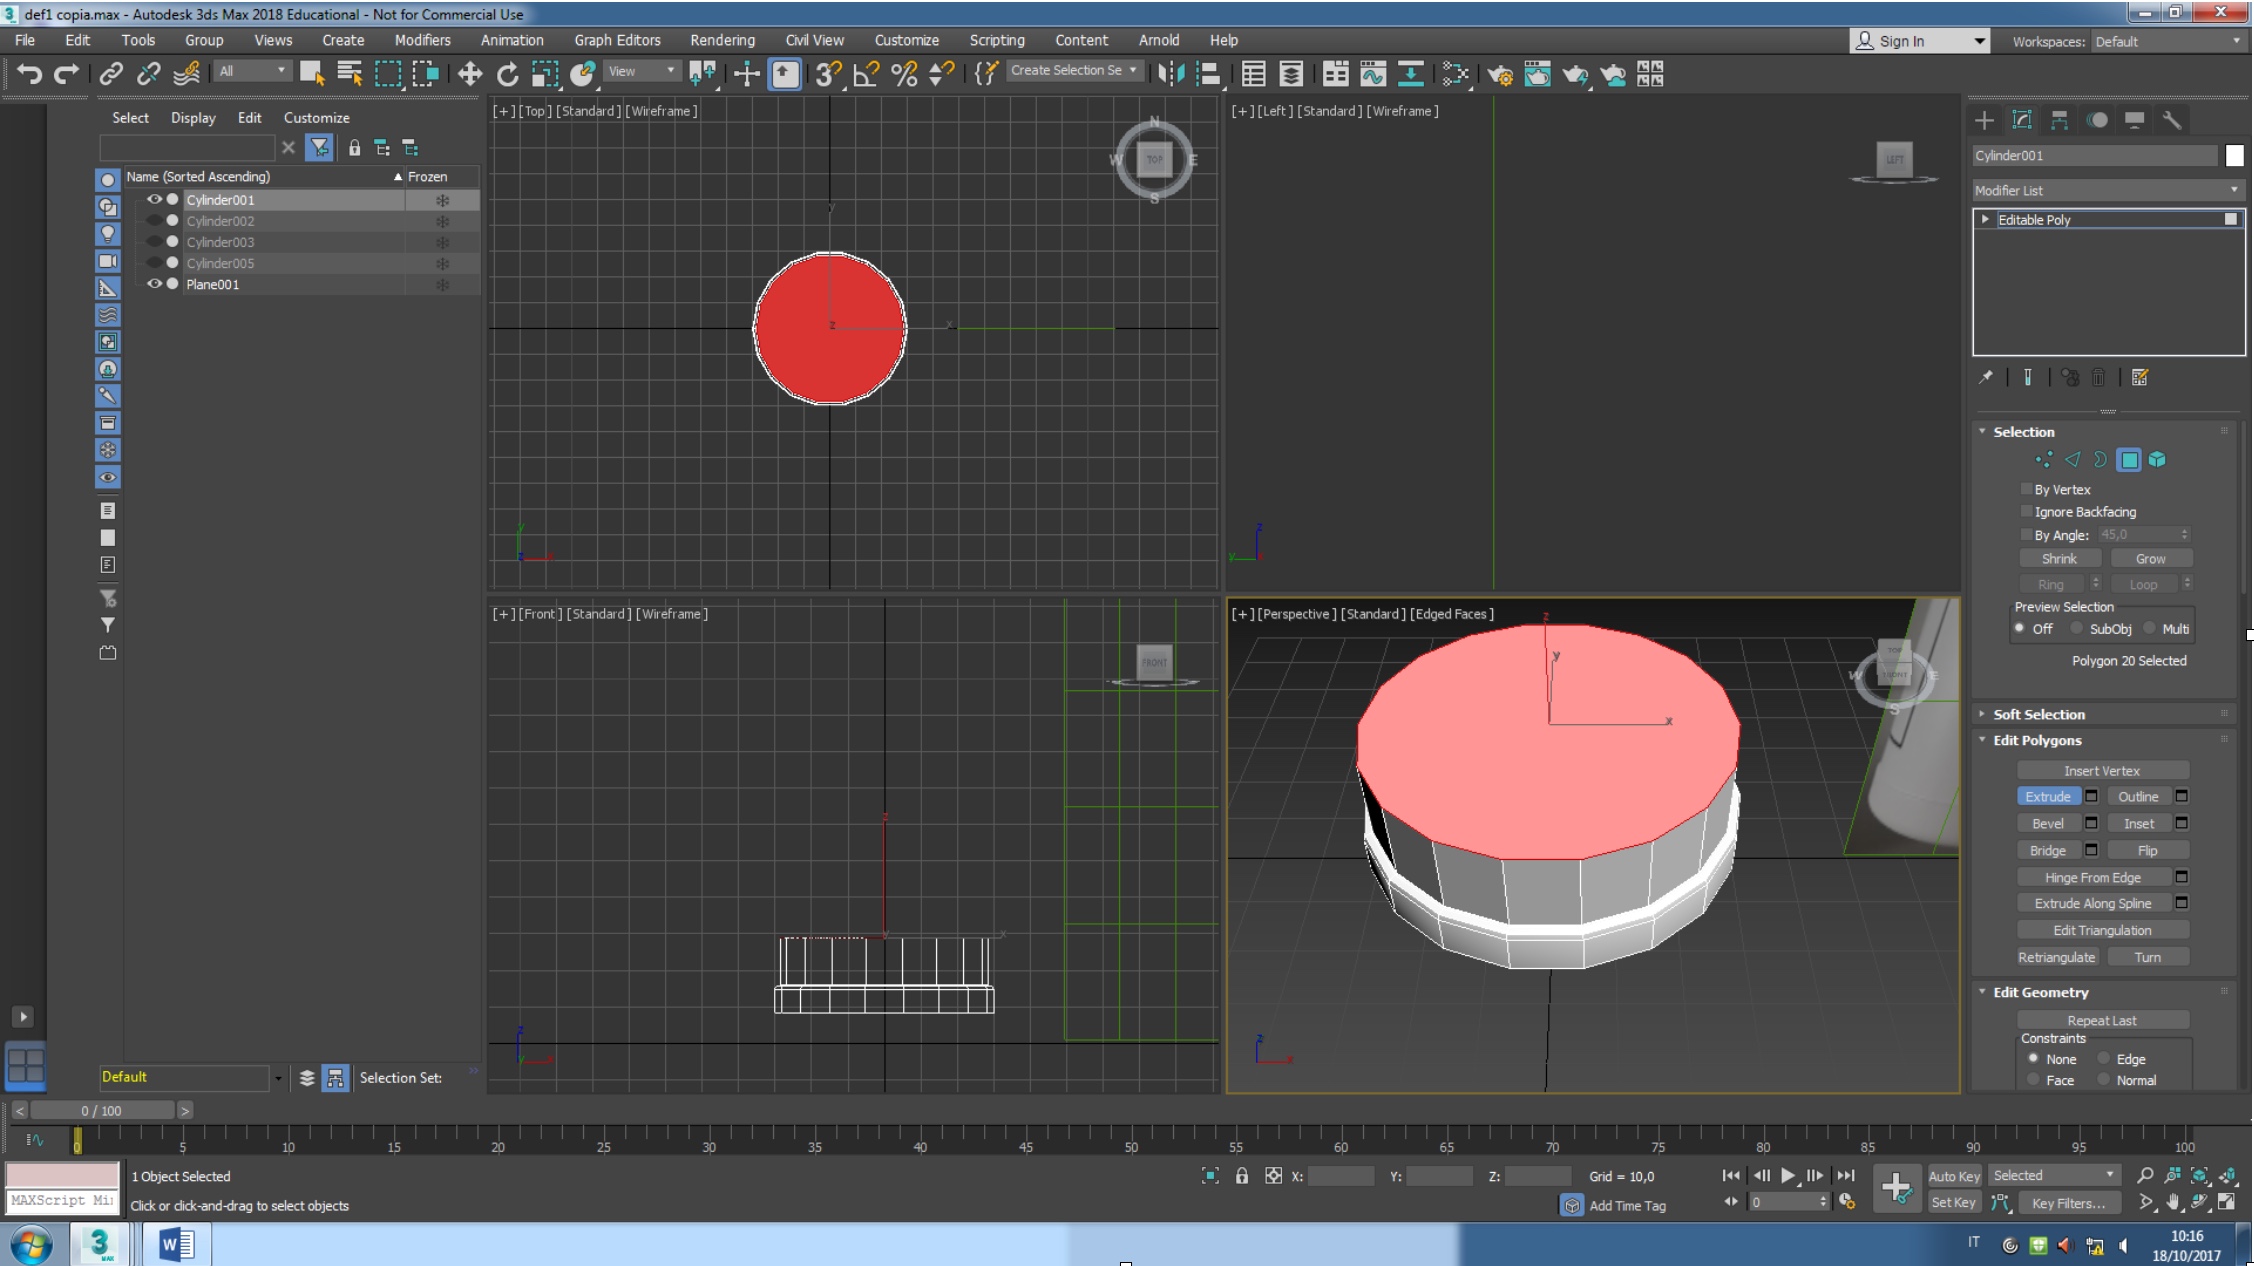 def1 copia.max - Autodesk 3ds Max 2018 Educational - Not for Commercial Use
File Edit Tools Group Views Create Modifiers Animation Graph Editors Rendering Civil View Customize Scripting Content Arnold Help Sign In Workspaces: Default
All View Create Selection Se
Select Display Edit Customize
Name (Sorted Ascending) Frozen
Cylinder001
Cylinder002
Cylinder003
Cylinder005
Plane001
Default Selection Set:
[+] [Top] [Standard] [Wireframe]
N
W TOP E
S
y
z x
y
z x
[+] [Left] [Standard] [Wireframe]
LEFT
z
y x
[+] [Front] [Standard] [Wireframe]
FRONT
z
y x
z
y x
[+] [Perspective] [Standard] [Edged Faces]
z
y
x
TOP
W FRONT E
S
z
x
Cylinder001
Modifier List
Editable Poly
Selection
By Vertex
Ignore Backfacing
By Angle: 45,0
Shrink Grow
Ring Loop
Preview Selection
Off SubObj Multi
Polygon 20 Selected
Soft Selection
Edit Polygons
Insert Vertex
Extrude Outline
Bevel Inset
Bridge Flip
Hinge From Edge
Extrude Along Spline
Edit Triangulation
Retriangulate Turn
Edit Geometry
Repeat Last
Constraints
None Edge
Face Normal
< 0 / 100 >
0 5 10 15 20 25 30 35 40 45 50 55 60 65 70 75 80 85 90 95 100
1 Object Selected X: Y: Z: Grid = 10,0 Auto Key Selected
MAXScript Mi
Click or click-and-drag to select objects Add Time Tag 0 Set Key Key Filters...
3 MAX W IT 10:16
18/10/2017